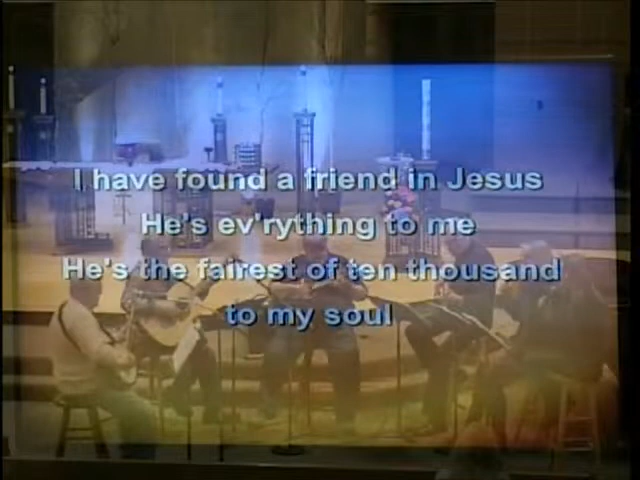 I have found a friend in Jesus
He's ev'rything to me
He's the fairest of ten thousand
to my soul